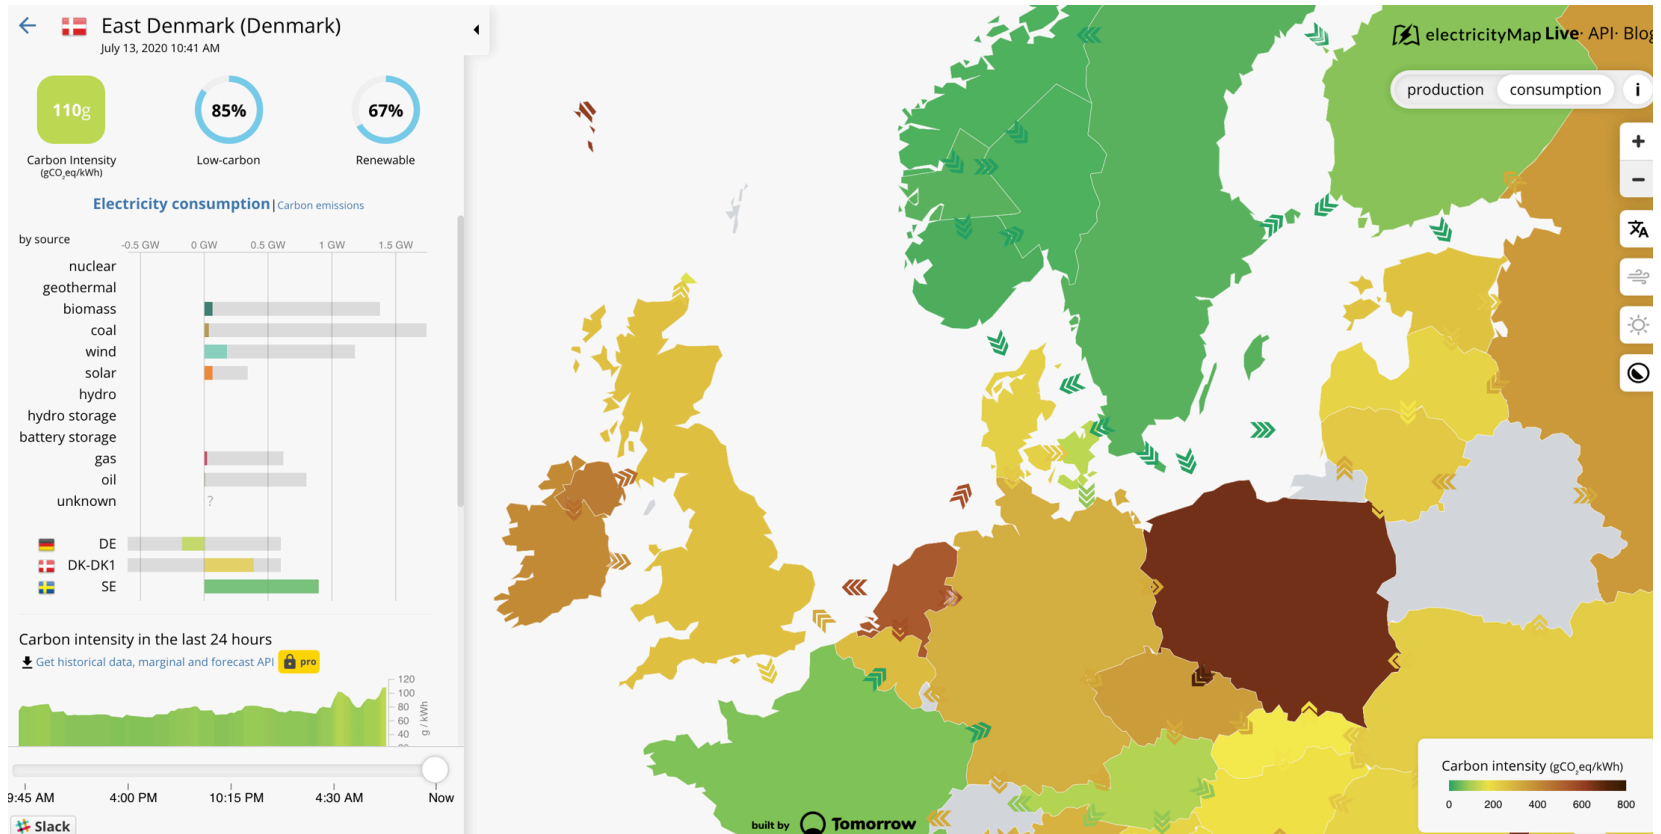 East Denmark (Denmark)
July 13, 2020 10:41 AM
110g
85%
67%
Carbon Intensity
(gCO₂eq/kWh)
Low-carbon
Renewable
Electricity consumption|Carbon emissions
by source
-0.5 GW 0 GW 0.5 GW 1 GW 1.5 GW
nuclear
geothermal
biomass
coal
wind
solar
hydro
hydro storage
battery storage
gas
oil
unknown ?
DE
DK-DK1
SE
Carbon intensity in the last 24 hours
Get historical data, marginal and forecast API pro
120
100
80
60
40
g / kWh
9:45 AM 4:00 PM 10:15 PM 4:30 AM Now
Slack
electricityMap Live· API· Blog
production consumption i
+
−
文A
Carbon intensity (gCO₂eq/kWh)
0 200 400 600 800
built by Tomorrow